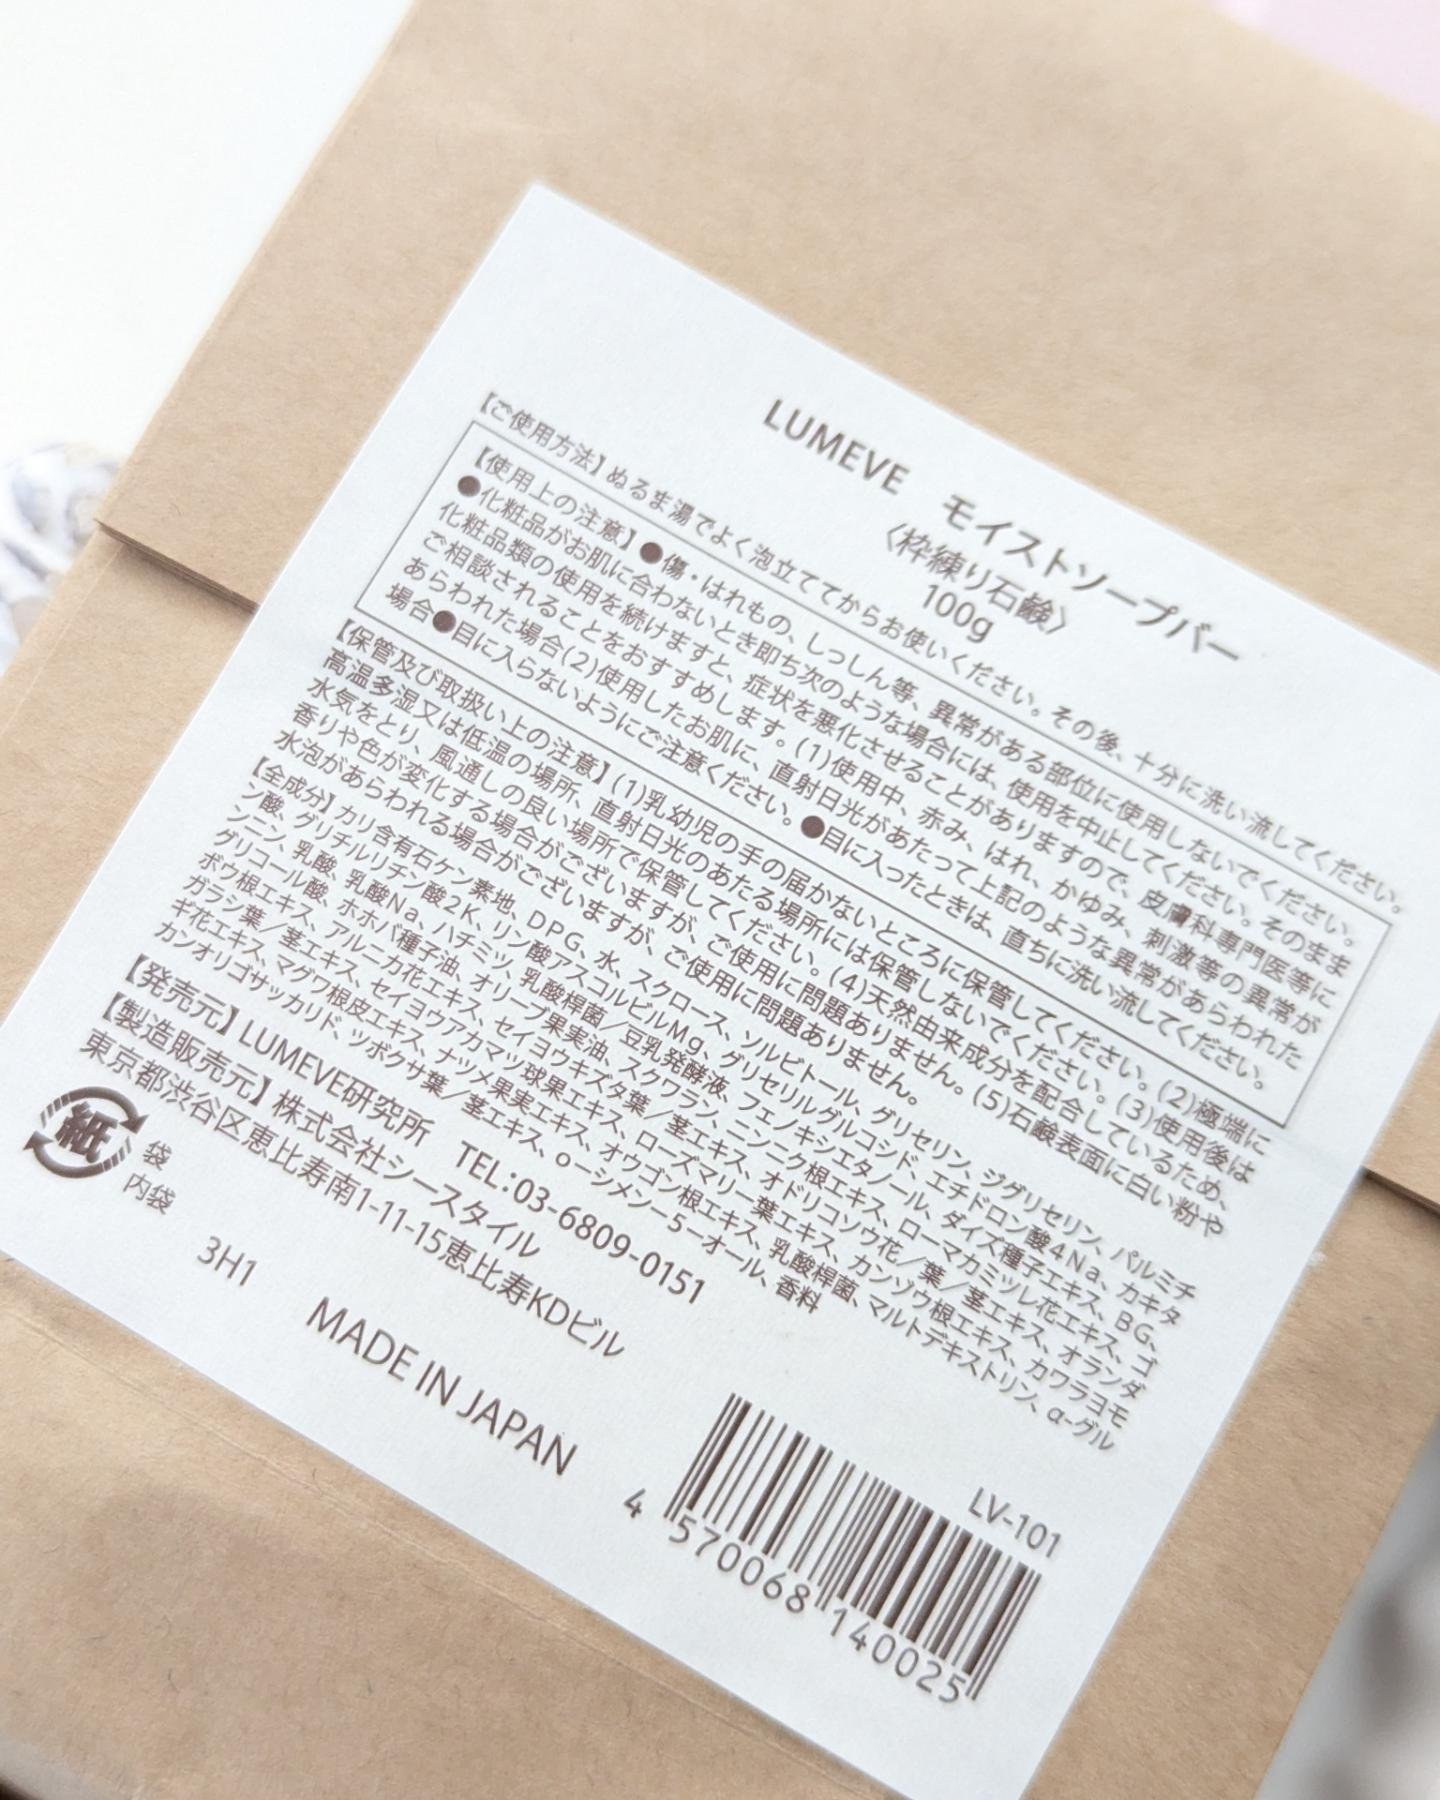 LUMEVE モイストソープバー
〈枠練り石鹸〉
100g
【ご使用方法】ぬるま湯でよく泡立ててからお使いください。その後、十分に洗い流してください。
【使用上の注意】●傷・はれもの、しっしん等、異常がある部位に使用しないでください。
●化粧品がお肌に合わないとき即ち次のような場合には、使用を中止してください。そのまま
化粧品類の使用を続けますと、症状を悪化させることがありますので、皮膚科専門医等に
ご相談されることをおすすめします。(1)使用中、赤み、はれ、かゆみ、刺激等の異常が
あらわれた場合(2)使用したお肌に、直射日光があたって上記のような異常があらわれた
場合●目に入らないようにご注意ください。●目に入ったときは、直ちに洗い流してください。
【保管及び取扱い上の注意】(1)乳幼児の手の届かないところに保管してください。(2)極端に
高温多湿又は低温の場所、直射日光のあたる場所には保管しないでください。(3)使用後は
水気をとり、風通しの良い場所で保管してください。(4)天然由来成分を配合しているため、
香りや色が変化する場合がございますが、ご使用に問題ありません。(5)石鹸表面に白い粉や
水泡があらわれる場合がございますが、ご使用に問題ありません。
【全成分】カリ含有石ケン素地、DPG、水、スクロース、ソルビトール、グリセリン、ジグリセリン、パルミチ
ン酸、グリチルリチン酸2K、リン酸アスコルビルMg、グリセリルグルコシド、エチドロン酸4Na、カキタ
ンニン、乳酸、乳酸Na、ハチミツ、乳酸桿菌／豆乳発酵液、フェノキシエタノール、ダイズ種子エキス、BG、
グリコール酸、ホホバ種子油、オリーブ果実油、スクワラン、ニンニク根エキス、ローマカミツレ花エキス、ゴ
ボウ根エキス、アルニカ花エキス、セイヨウキズタ葉／茎エキス、オドリコソウ花／葉／茎エキス、オランダ
ガラシ葉／茎エキス、セイヨウアカマツ球果エキス、ローズマリー葉エキス、カンゾウ根エキス、カワラヨモ
ギ花エキス、マグワ根皮エキス、ナツメ果実エキス、オウゴン根エキス、乳酸桿菌、マルトデキストリン、α-グル
カンオリゴサッカリド、ツボクサ葉／茎エキス、o-シメン-5-オール、香料
【発売元】LUMEVE研究所 TEL:03-6809-0151
【製造販売元】株式会社シースタイル
東京都渋谷区恵比寿南1-11-15恵比寿KDビル
紙
袋
内袋
3H1
MADE IN JAPAN
LV-101
4 570068 140025